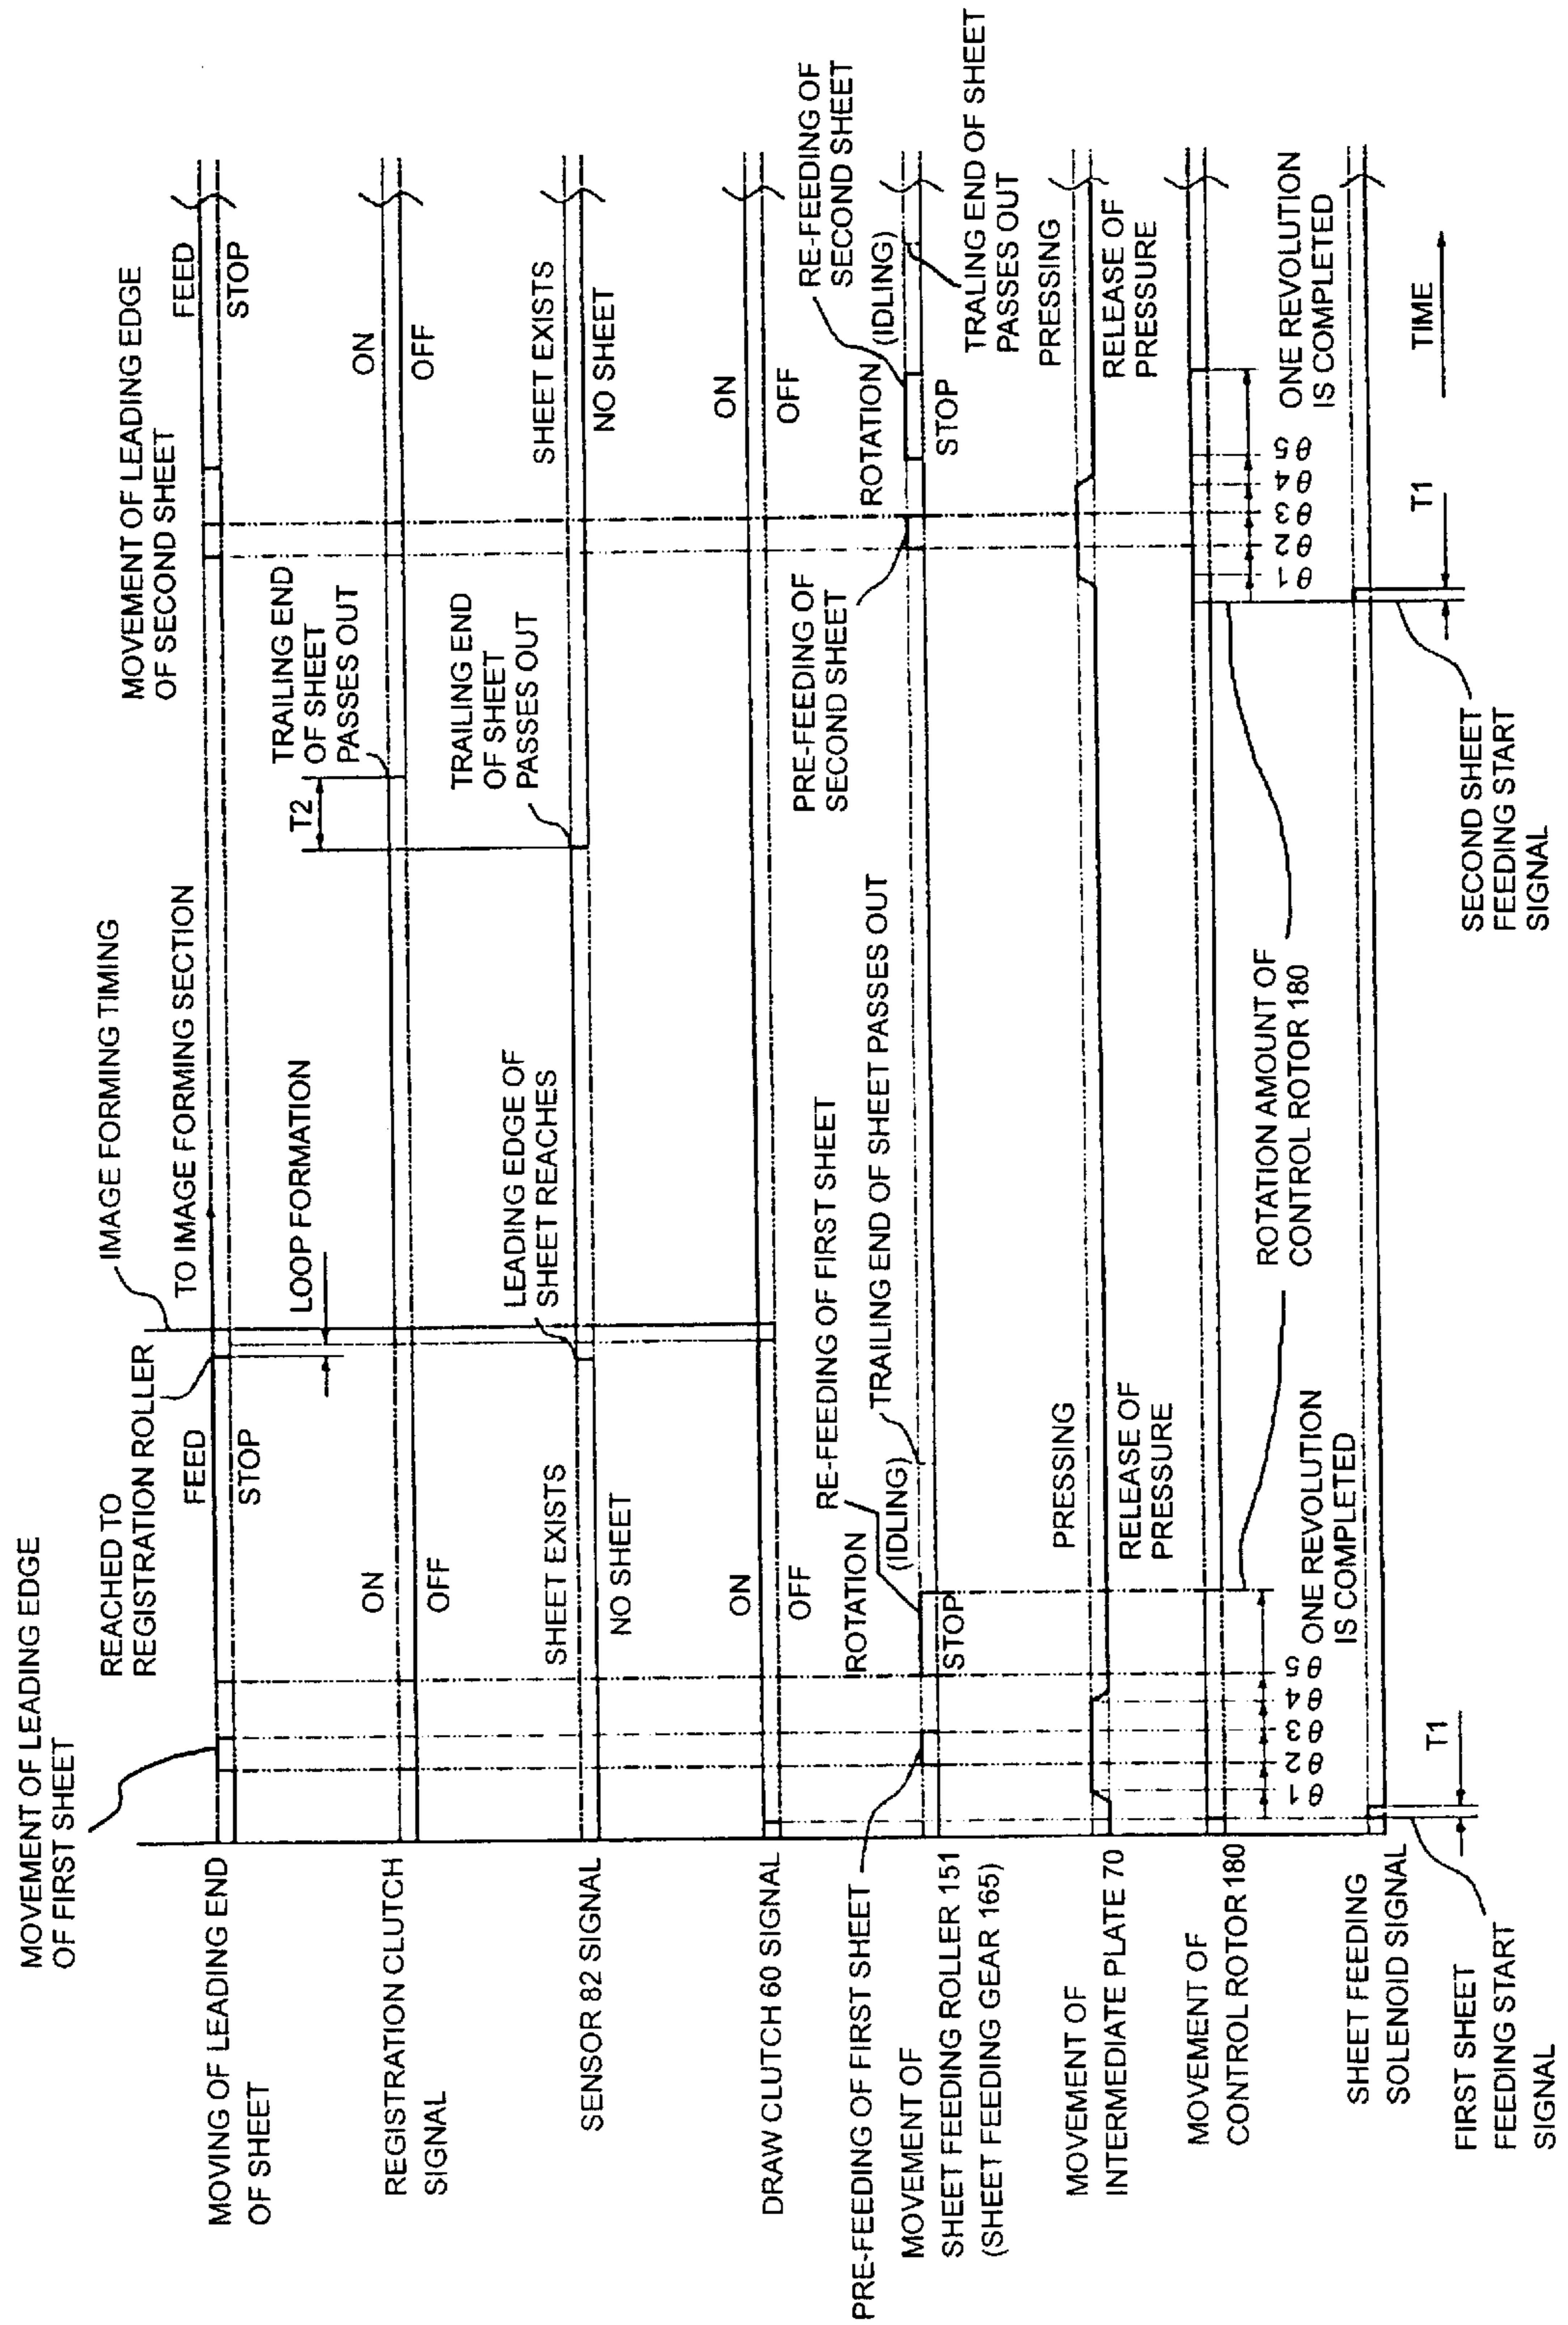 MOVEMENT OF LEADING EDGE
OF FIRST SHEET
REACHED TO
REGISTRATION ROLLER
IMAGE FORMING TIMING
TO IMAGE FORMING SECTION
MOVEMENT OF LEADING EDGE
OF SECOND SHEET
MOVING OF LEADING END
OF SHEET
FEED
STOP
FEED
STOP
LOOP FORMATION
T2
TRAILING END
OF SHEET
PASSES OUT
REGISTRATION CLUTCH
SIGNAL
ON
OFF
ON
OFF
LEADING EDGE OF
SHEET REACHES
TRAILING END
OF SHEET
PASSES OUT
SENSOR 82 SIGNAL
SHEET EXISTS
NO SHEET
SHEET EXISTS
NO SHEET
DRAW CLUTCH 60 SIGNAL
ON
OFF
ON
OFF
PRE-FEEDING OF FIRST SHEET
MOVEMENT OF
SHEET FEEDING ROLLER 151
(SHEET FEEDING GEAR 165)
ROTATION
STOP
(IDLING)
RE-FEEDING OF FIRST SHEET
TRAILING END OF SHEET PASSES OUT
PRE-FEEDING OF
SECOND SHEET
ROTATION
STOP
(IDLING)
RE-FEEDING OF
SECOND SHEET
TRALING END OF SHEET
PASSES OUT
MOVEMENT OF
INTERMEDIATE PLATE 70
PRESSING
RELEASE OF
PRESSURE
PRESSING
RELEASE OF
PRESSURE
MOVEMENT OF
CONTROL ROTOR 180
θ1
θ2
θ3
θ4
θ5
ONE REVOLUTION
IS COMPLETED
ROTATION AMOUNT OF
CONTROL ROTOR 180
θ1
θ2
θ3
θ4
θ5
ONE REVOLUTION
IS COMPLETED
SHEET FEEDING
SOLENOID SIGNAL
T1
T1
TIME
FIRST SHEET
FEEDING START
SIGNAL
SECOND SHEET
FEEDING START
SIGNAL